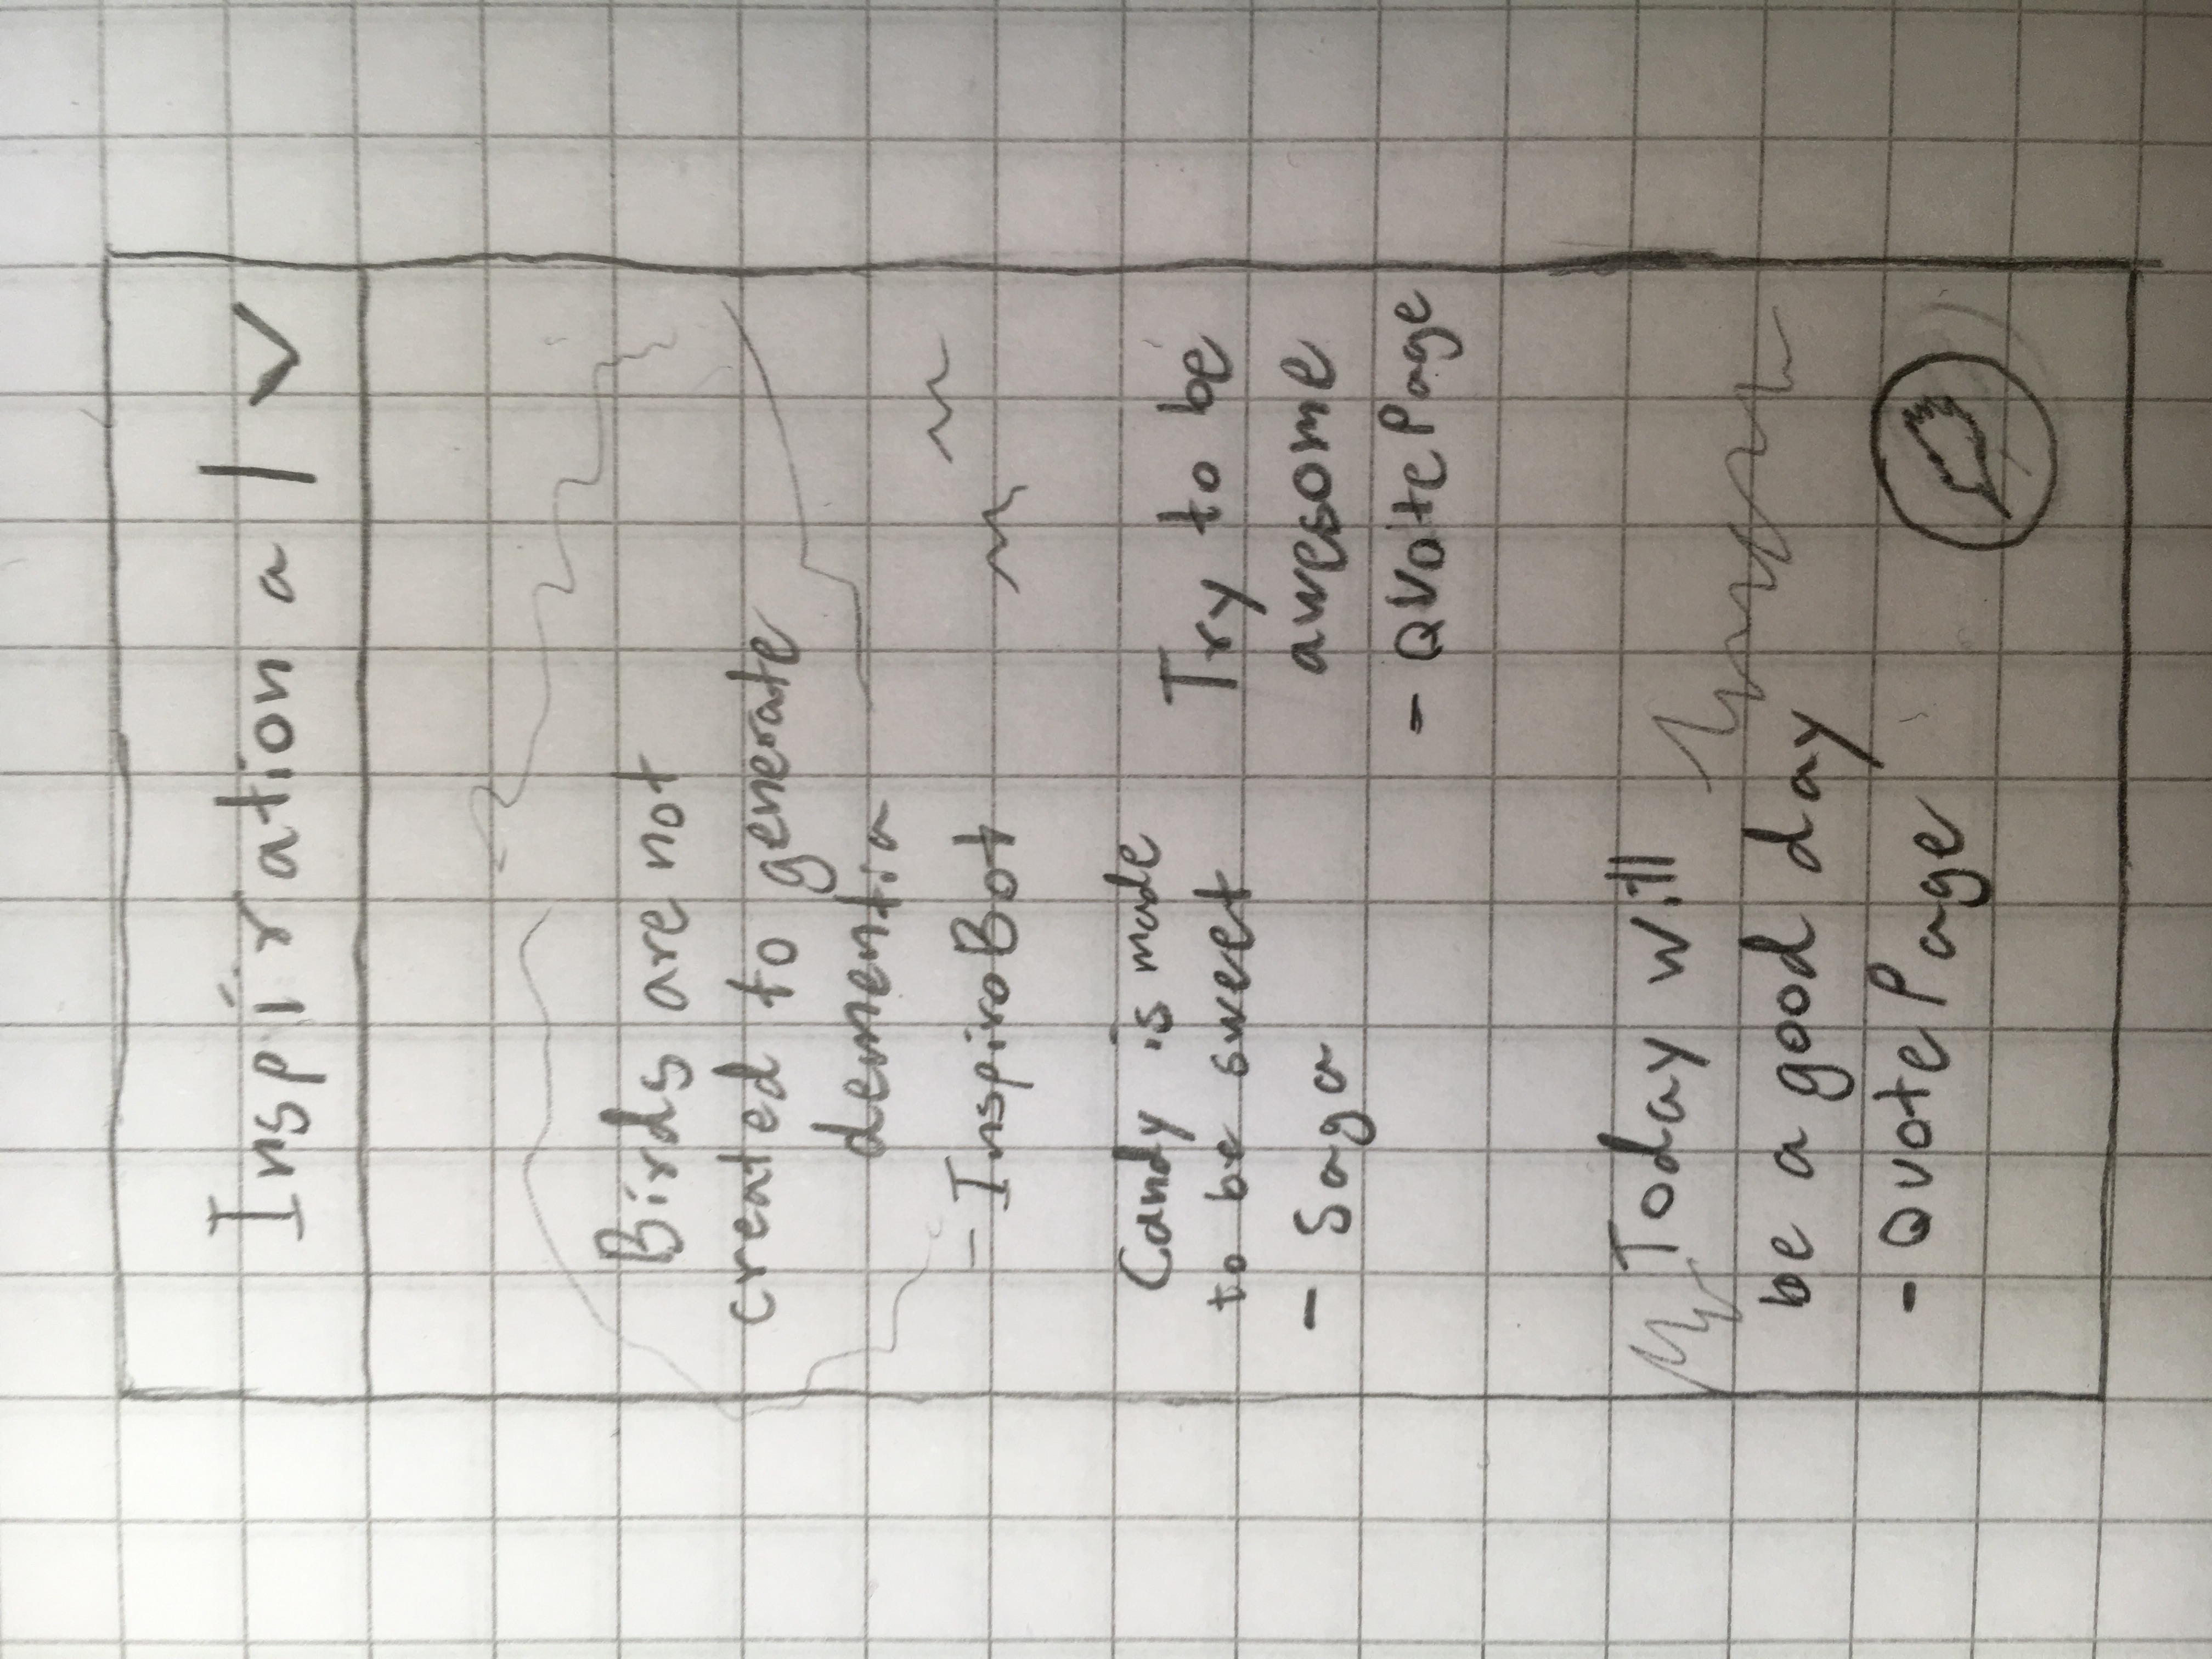 Inspirational
Birds are not
created to generate
dementia
- InspiroBot
Candy is made
to be sweet
- Saga
Try to be
awesome
- QuotePage
Today will
be a good day
- QuotePage